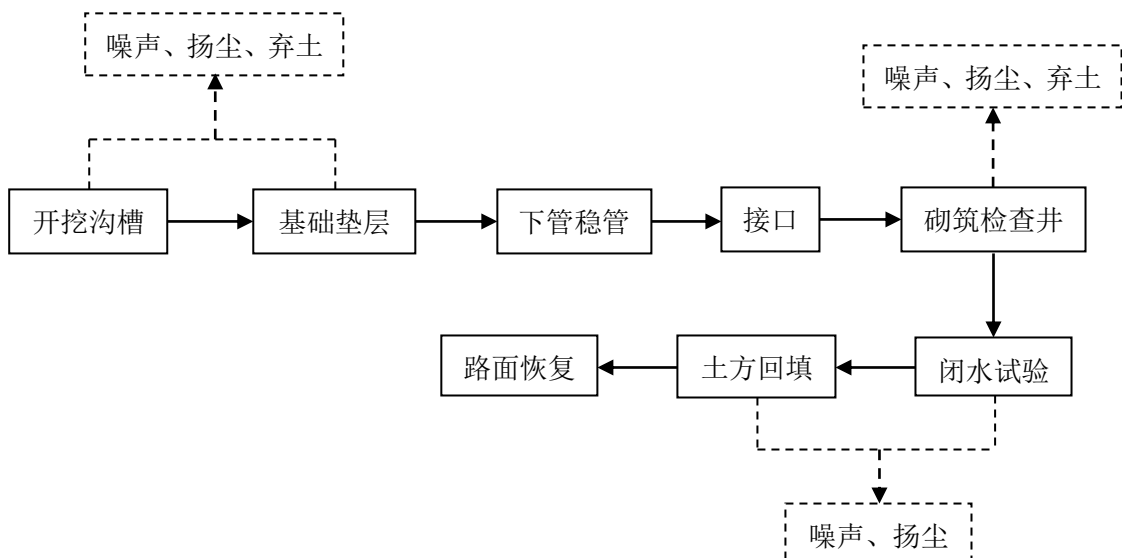 噪声、扬尘、弃土
噪声、扬尘、弃土
开挖沟槽
基础垫层
下管稳管
接口
砌筑检查井
路面恢复
土方回填
闭水试验
噪声、扬尘